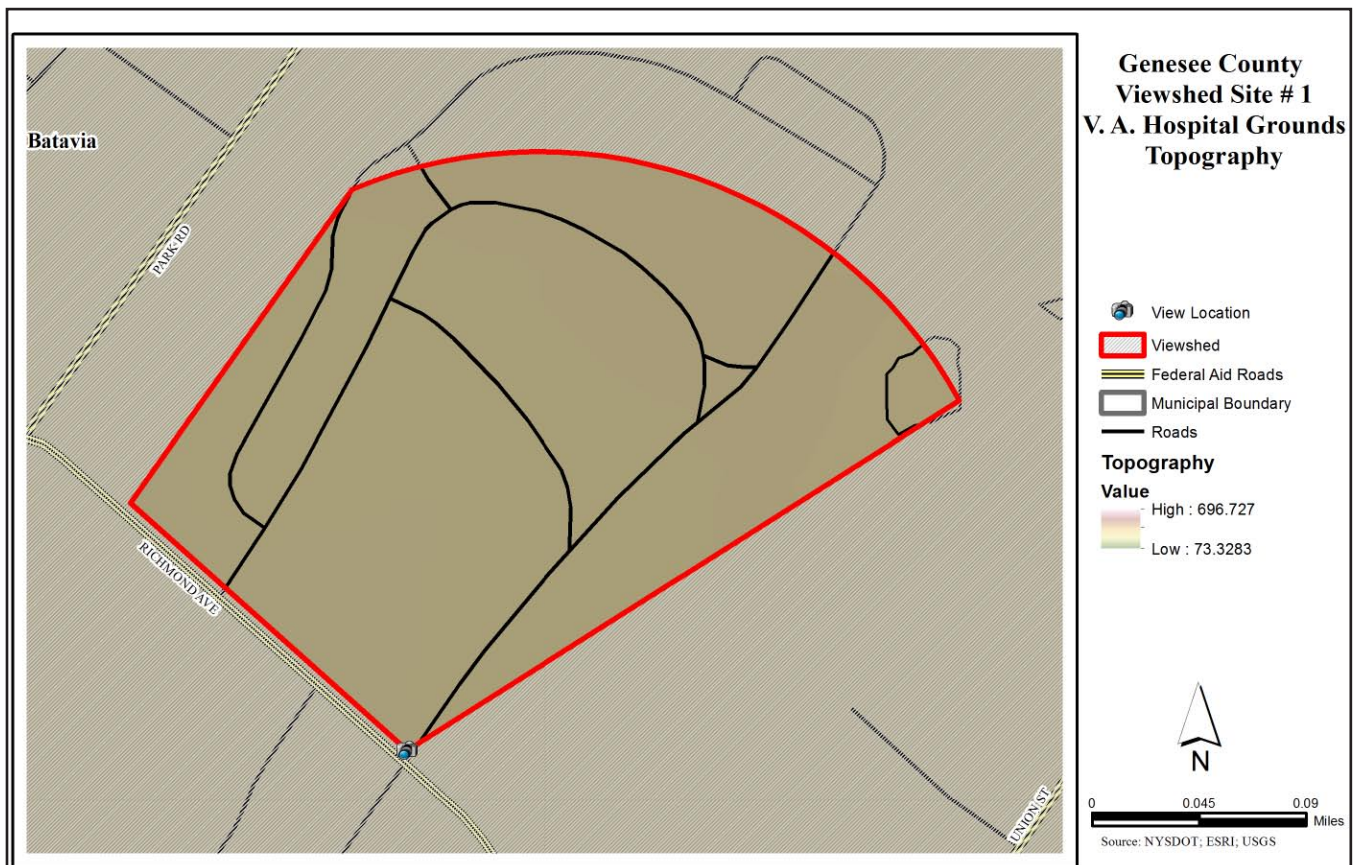 Genesee County
Viewshed Site # 1
V. A. Hospital Grounds
Topography
Batavia
PARK RD
RICHMOND AVE
UNION ST
View Location
Viewshed
Federal Aid Roads
Municipal Boundary
Roads
Topography
Value
High : 696.727
Low : 73.3283
N
0 0.045 0.09
Miles
Source: NYSDOT; ESRI; USGS